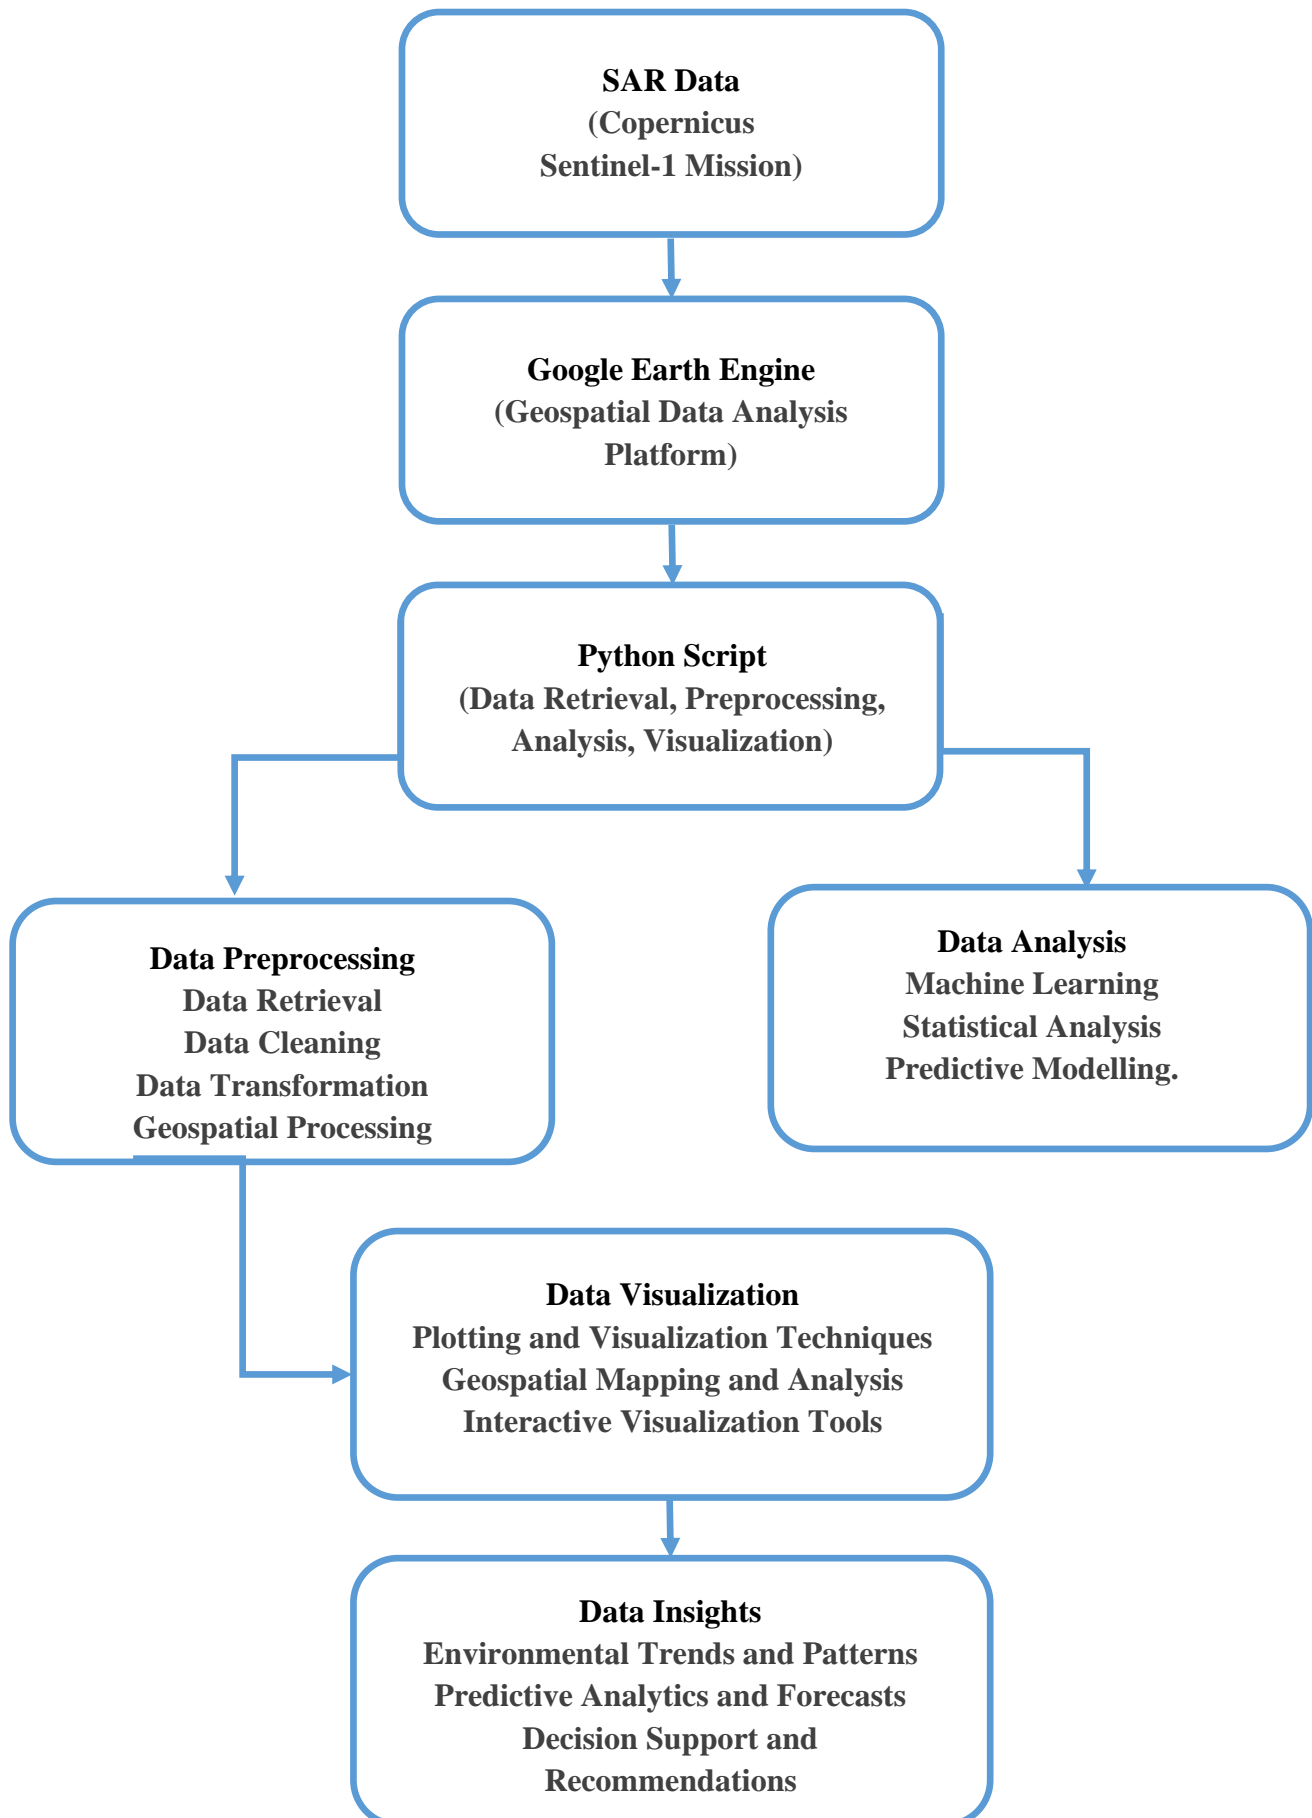 SAR Data
(Copernicus
Sentinel-1 Mission)
Google Earth Engine
(Geospatial Data Analysis
Platform)
Python Script
(Data Retrieval, Preprocessing,
Analysis, Visualization)
Data Preprocessing
Data Retrieval
Data Cleaning
Data Transformation
Geospatial Processing
Data Analysis
Machine Learning
Statistical Analysis
Predictive Modelling.
Data Visualization
Plotting and Visualization Techniques
Geospatial Mapping and Analysis
Interactive Visualization Tools
Data Insights
Environmental Trends and Patterns
Predictive Analytics and Forecasts
Decision Support and
Recommendations